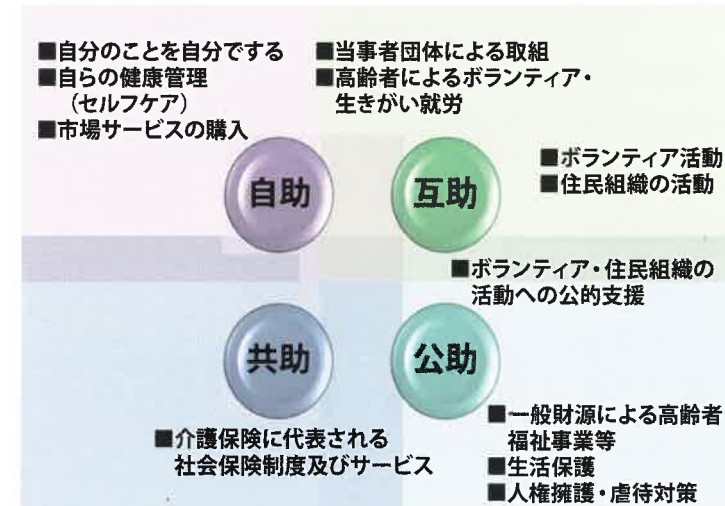 ■自分のことを自分でする
■自らの健康管理
（セルフケア）
■市場サービスの購入
■当事者団体による取組
■高齢者によるボランティア・
生きがい就労
■ボランティア活動
■住民組織の活動
自助
互助
■ボランティア・住民組織の
活動への公的支援
共助
公助
■介護保険に代表される
社会保険制度及びサービス
■一般財源による高齢者
福祉事業等
■生活保護
■人権擁護・虐待対策